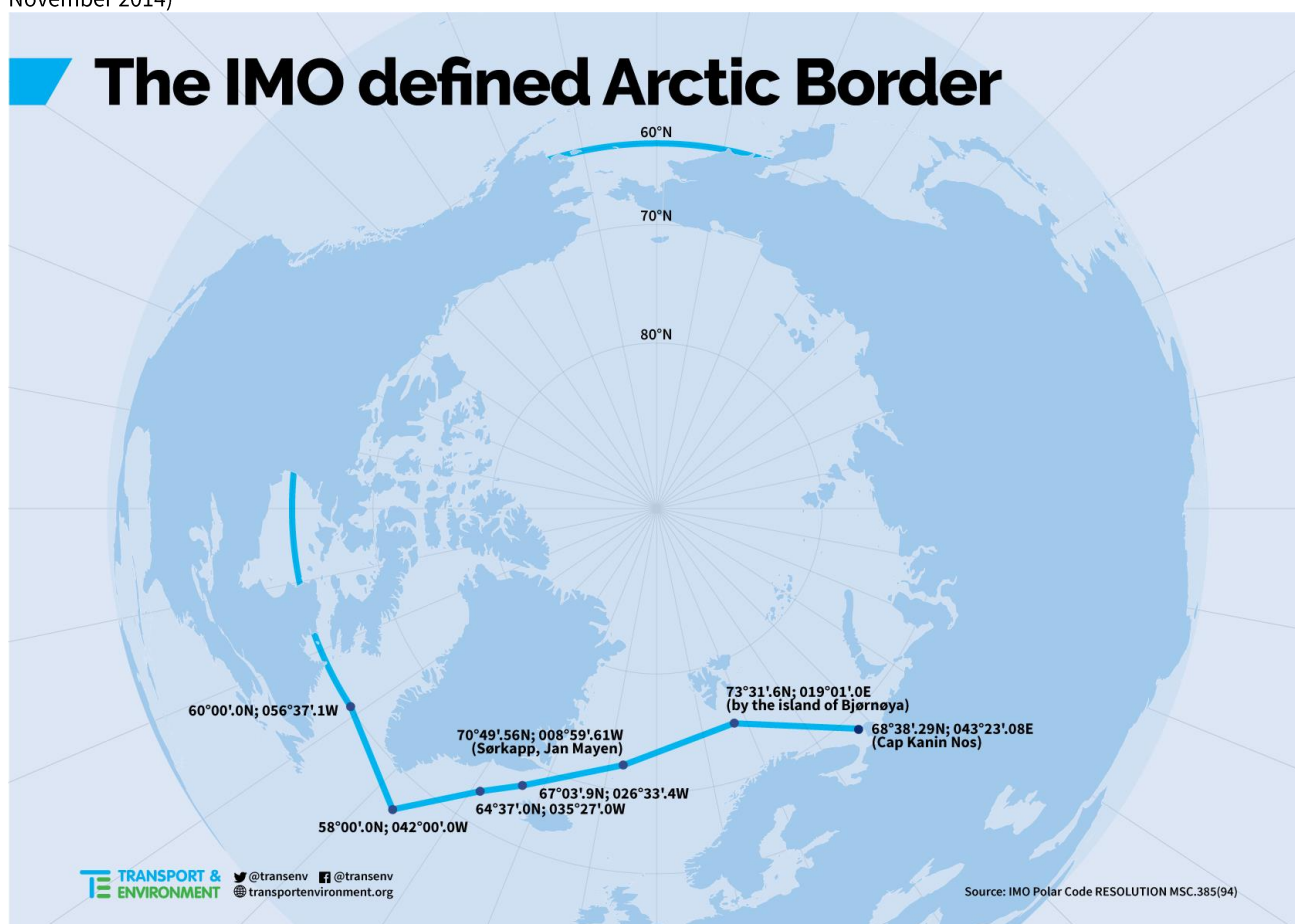 November 2014)
The IMO defined Arctic Border
60°N
70°N
80°N
60°00'.0N; 056°37'.1W
73°31'.6N; 019°01'.0E
(by the island of Bjørnøya)
70°49'.56N; 008°59'.61W
(Sørkapp, Jan Mayen)
68°38'.29N; 043°23'.08E
(Cap Kanin Nos)
67°03'.9N; 026°33'.4W
64°37'.0N; 035°27'.0W
58°00'.0N; 042°00'.0W
TRANSPORT &
ENVIRONMENT
@transenv @transenv
transportenvironment.org
Source: IMO Polar Code RESOLUTION MSC.385(94)